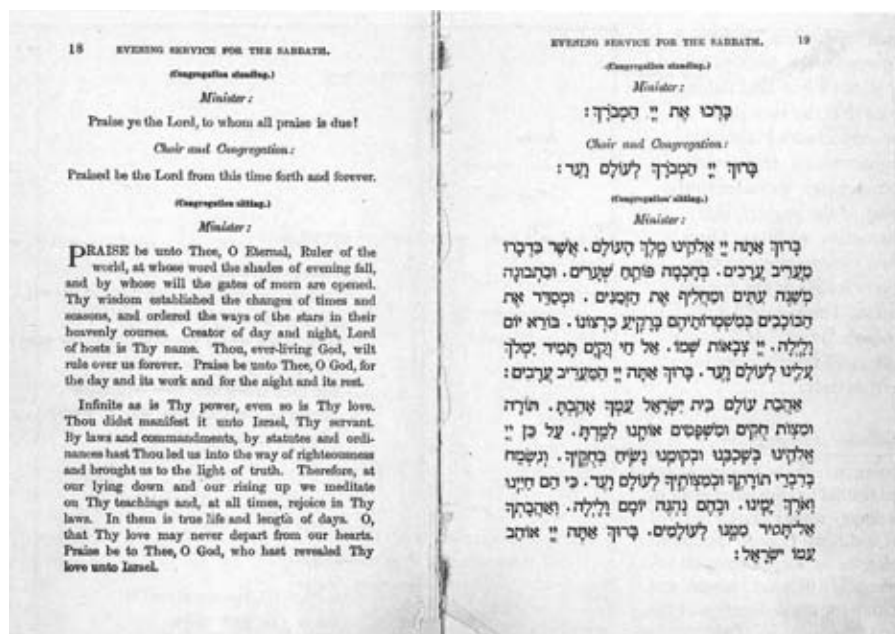 18 EVENING SERVICE FOR THE SABBATH.
(Congregation standing.)
Minister:
Praise ye the Lord, to whom all praise is due!
Choir and Congregation:
Praised be the Lord from this time forth and forever.
(Congregation sitting.)
Minister:
PRAISE be unto Thee, O Eternal, Ruler of the
world, at whose word the shades of evening fall,
and by whose will the gates of morn are opened.
Thy wisdom established the changes of times and
seasons, and ordered the ways of the stars in their
heavenly courses. Creator of day and night, Lord
of hosts is Thy name. Thou, ever-living God, wilt
rule over us forever. Praise be unto Thee, O God, for
the day and its work and for the night and its rest.
Infinite as is Thy power, even so is Thy love.
Thou didst manifest it unto Israel, Thy servant.
By laws and commandments, by statutes and ordi-
nances hast Thou led us into the way of righteousness
and brought us to the light of truth. Therefore, at
our lying down and our rising up we meditate
on Thy teachings and, at all times, rejoice in Thy
laws. In them is true life and length of days. O,
that Thy love may never depart from our hearts.
Praise be to Thee, O God, who hast revealed Thy
love unto Israel.
EVENING SERVICE FOR THE SABBATH. 19
(Congregation standing.)
Minister:
בָּרְכוּ אֶת יְיָ הַמְבֹרָךְ:
Choir and Congregation:
בָּרוּךְ יְיָ הַמְבֹרָךְ לְעוֹלָם וָעֶד:
(Congregation sitting.)
Minister:
בָּרוּךְ אַתָּה יְיָ אֱלֹהֵינוּ מֶלֶךְ הָעוֹלָם. אֲשֶׁר בִּדְבָרוֹ
מַעֲרִיב עֲרָבִים. בְּחָכְמָה פּוֹתֵחַ שְׁעָרִים. וּבִתְבוּנָה
מְשַׁנֶּה עִתִּים וּמַחֲלִיף אֶת הַזְּמַנִּים. וּמְסַדֵּר אֶת
הַכּוֹכָבִים בְּמִשְׁמְרוֹתֵיהֶם בָּרָקִיעַ כִּרְצוֹנוֹ. בּוֹרֵא יוֹם
וָלָיְלָה. יְיָ צְבָאוֹת שְׁמוֹ. אֵל חַי וְקַיָּם תָּמִיד יִמְלֹךְ
עָלֵינוּ לְעוֹלָם וָעֶד. בָּרוּךְ אַתָּה יְיָ הַמַּעֲרִיב עֲרָבִים:
אַהֲבַת עוֹלָם בֵּית יִשְׂרָאֵל עַמְּךָ אָהָבְתָּ. תּוֹרָה
וּמִצְוֹת חֻקִּים וּמִשְׁפָּטִים אוֹתָנוּ לִמַּדְתָּ. עַל כֵּן יְיָ
אֱלֹהֵינוּ בְּשָׁכְבֵנוּ וּבְקוּמֵנוּ נָשִׂיחַ בְּחֻקֶּיךָ. וְנִשְׂמַח
בְּדִבְרֵי תוֹרָתֶךָ וּבְמִצְוֹתֶיךָ לְעוֹלָם וָעֶד. כִּי הֵם חַיֵּינוּ
וְאֹרֶךְ יָמֵינוּ. וּבָהֶם נֶהְגֶּה יוֹמָם וָלָיְלָה. וְאַהֲבָתְךָ
אַל־תָּסִיר מִמֶּנּוּ לְעוֹלָמִים. בָּרוּךְ אַתָּה יְיָ אוֹהֵב
עַמּוֹ יִשְׂרָאֵל: